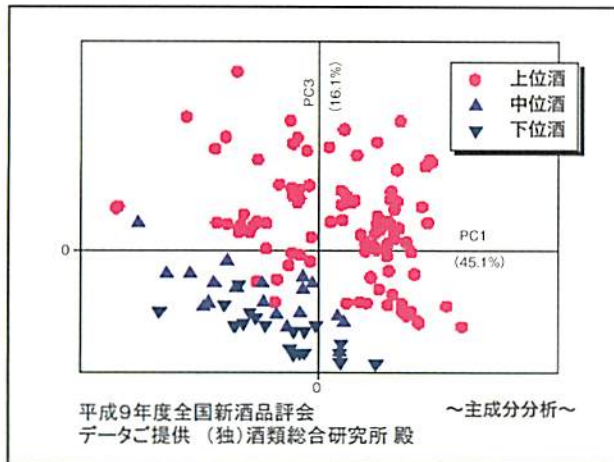 PC3
(16.1%)
上位酒
中位酒
下位酒
0
PC1
(45.1%)
0
平成9年度全国新酒品評会
〜主成分分析〜
データご提供 (独)酒類総合研究所 殿